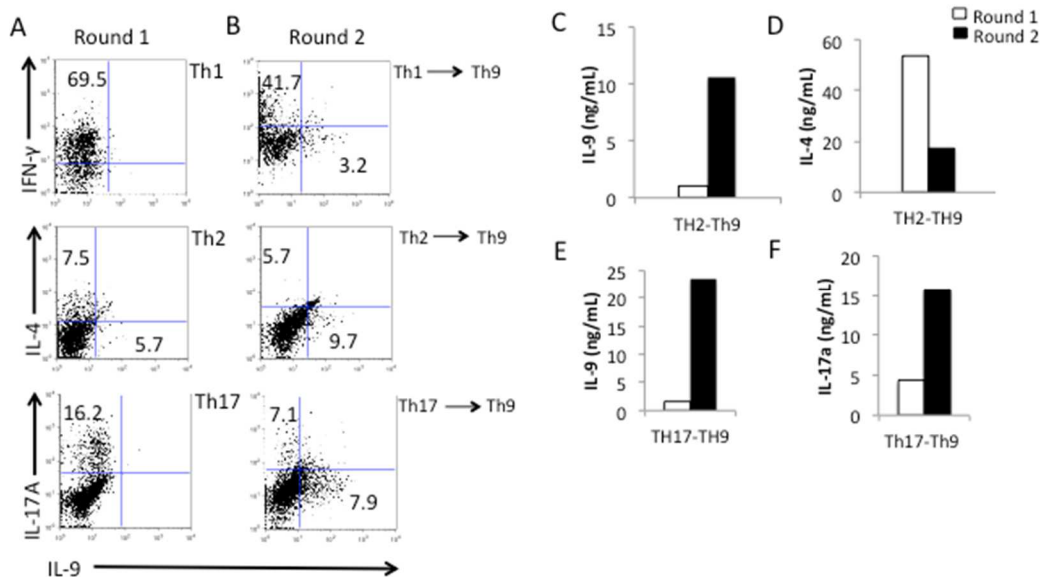 A
Round 1
B
Round 2
69.5
Th1
IFN-γ
41.7
3.2
Th1 → Th9
7.5
5.7
Th2
IL-4
5.7
9.7
Th2 → Th9
16.2
Th17
IL-17A
7.1
7.9
Th17 → Th9
IL-9
C
15
10
5
0
IL-9 (ng/mL)
TH2-Th9
D
Round 1
Round 2
60
40
20
0
IL-4 (ng/mL)
TH2-TH9
E
25
20
15
10
5
0
IL-9 (ng/mL)
TH17-TH9
F
20
15
10
5
0
IL-17a (ng/mL)
Th17-Th9